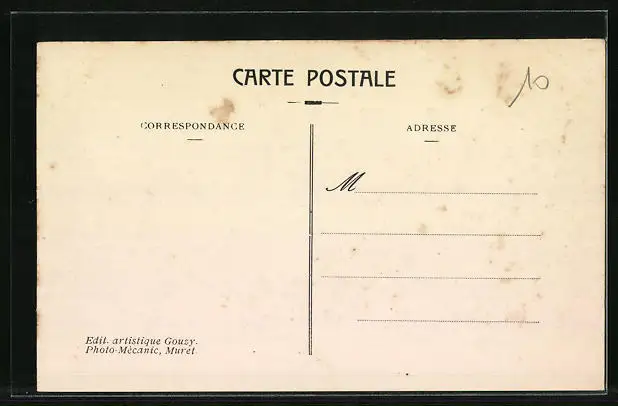 CARTE POSTALE
10
CORRESPONDANCE
ADRESSE
M
Edit. artistique Gouzy.
Photo-Mécanic, Muret